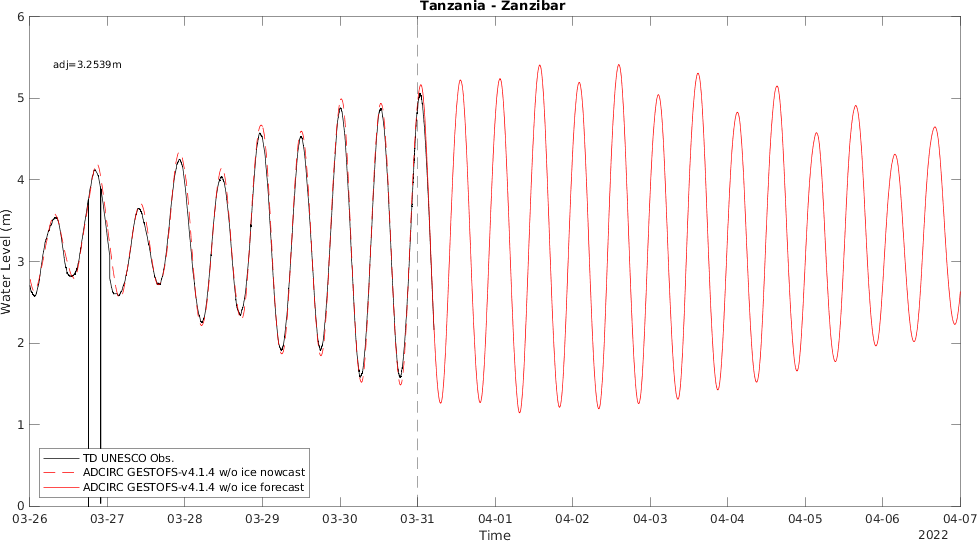 Tanzania - Zanzibar
adj=3.2539m
6
5
4
3
2
1
0
Water Level (m)
TD UNESCO Obs.
ADCIRC GESTOFS-v4.1.4 w/o ice nowcast
ADCIRC GESTOFS-v4.1.4 w/o ice forecast
03-26 03-27 03-28 03-29 03-30 03-31 04-01 04-02 04-03 04-04 04-05 04-06 04-07
Time
2022